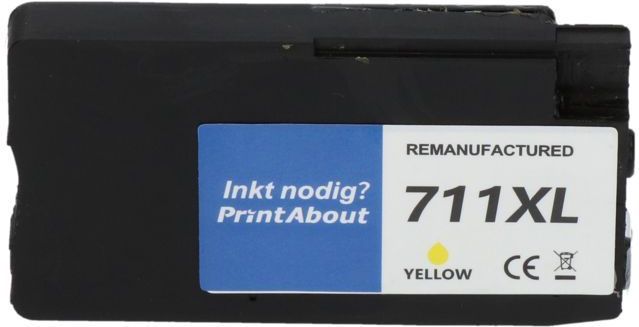 Inkt nodig?
PrintAbout
REMANUFACTURED
711XL
YELLOW
CE